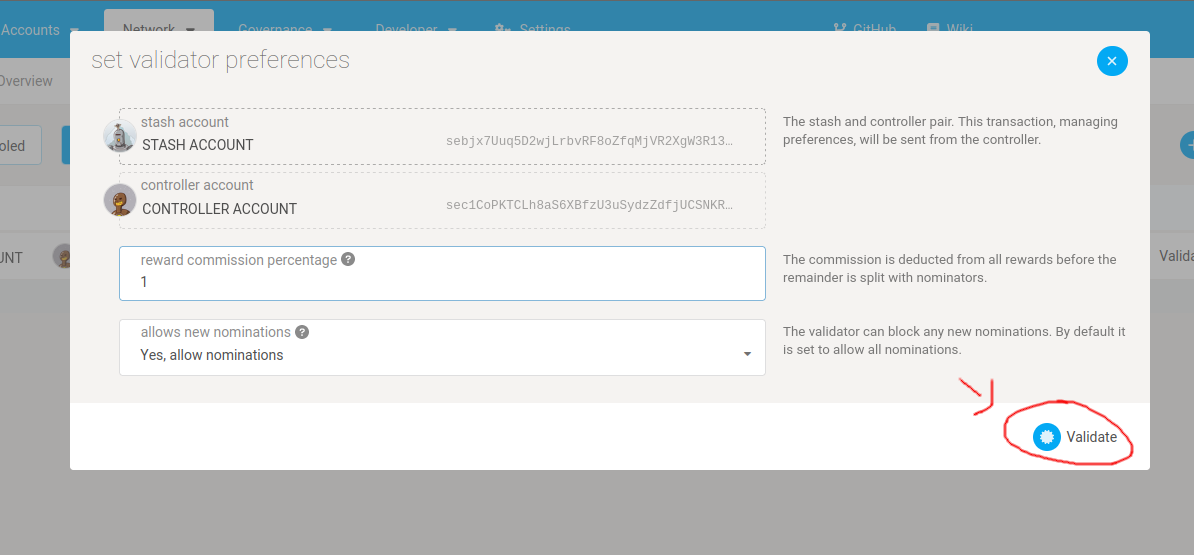 Accounts Network Governance Developer Settings GitHub Wiki
set validator preferences
Overview
stash account
STASH ACCOUNT sebjx7Uuq5D2wjLrbvRF8oZfqMjVR2XgW3R13…
The stash and controller pair. This transaction, managing
preferences, will be sent from the controller.
controller account
CONTROLLER ACCOUNT sec1CoPKTCLh8aS6XBfzU3uSydzZdfjUCSNKR…
reward commission percentage ?
1
The commission is deducted from all rewards before the
remainder is split with nominators.
allows new nominations ?
Yes, allow nominations
The validator can block any new nominations. By default it
is set to allow all nominations.
Validate